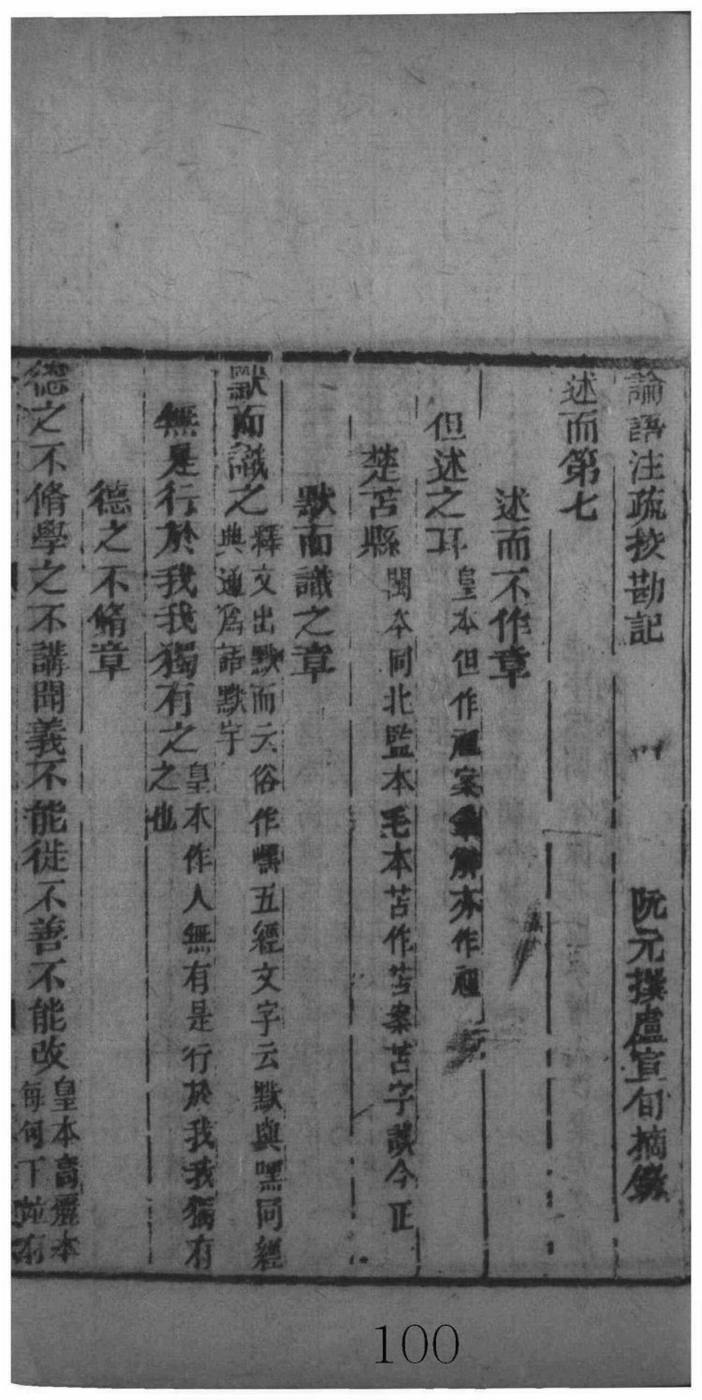 論語注疏挍勘記 阮元撰盧宣旬摘錄
述而第七
述而不作章
但述之耳 皇本但作祖案義解亦作祖
楚苦縣 閩本同北監本毛本苦作苫案苫字誤今正
默而識之章
默而識之 釋文出默而云俗作嘿五經文字云默與嘿同經
典通爲語默字
無是行於我我獨有之 皇本作人無有是行於我我獨有
之也
德之不脩章
德之不脩學之不講聞義不能徙不善不能改 皇本高麗本
每句下並有
100